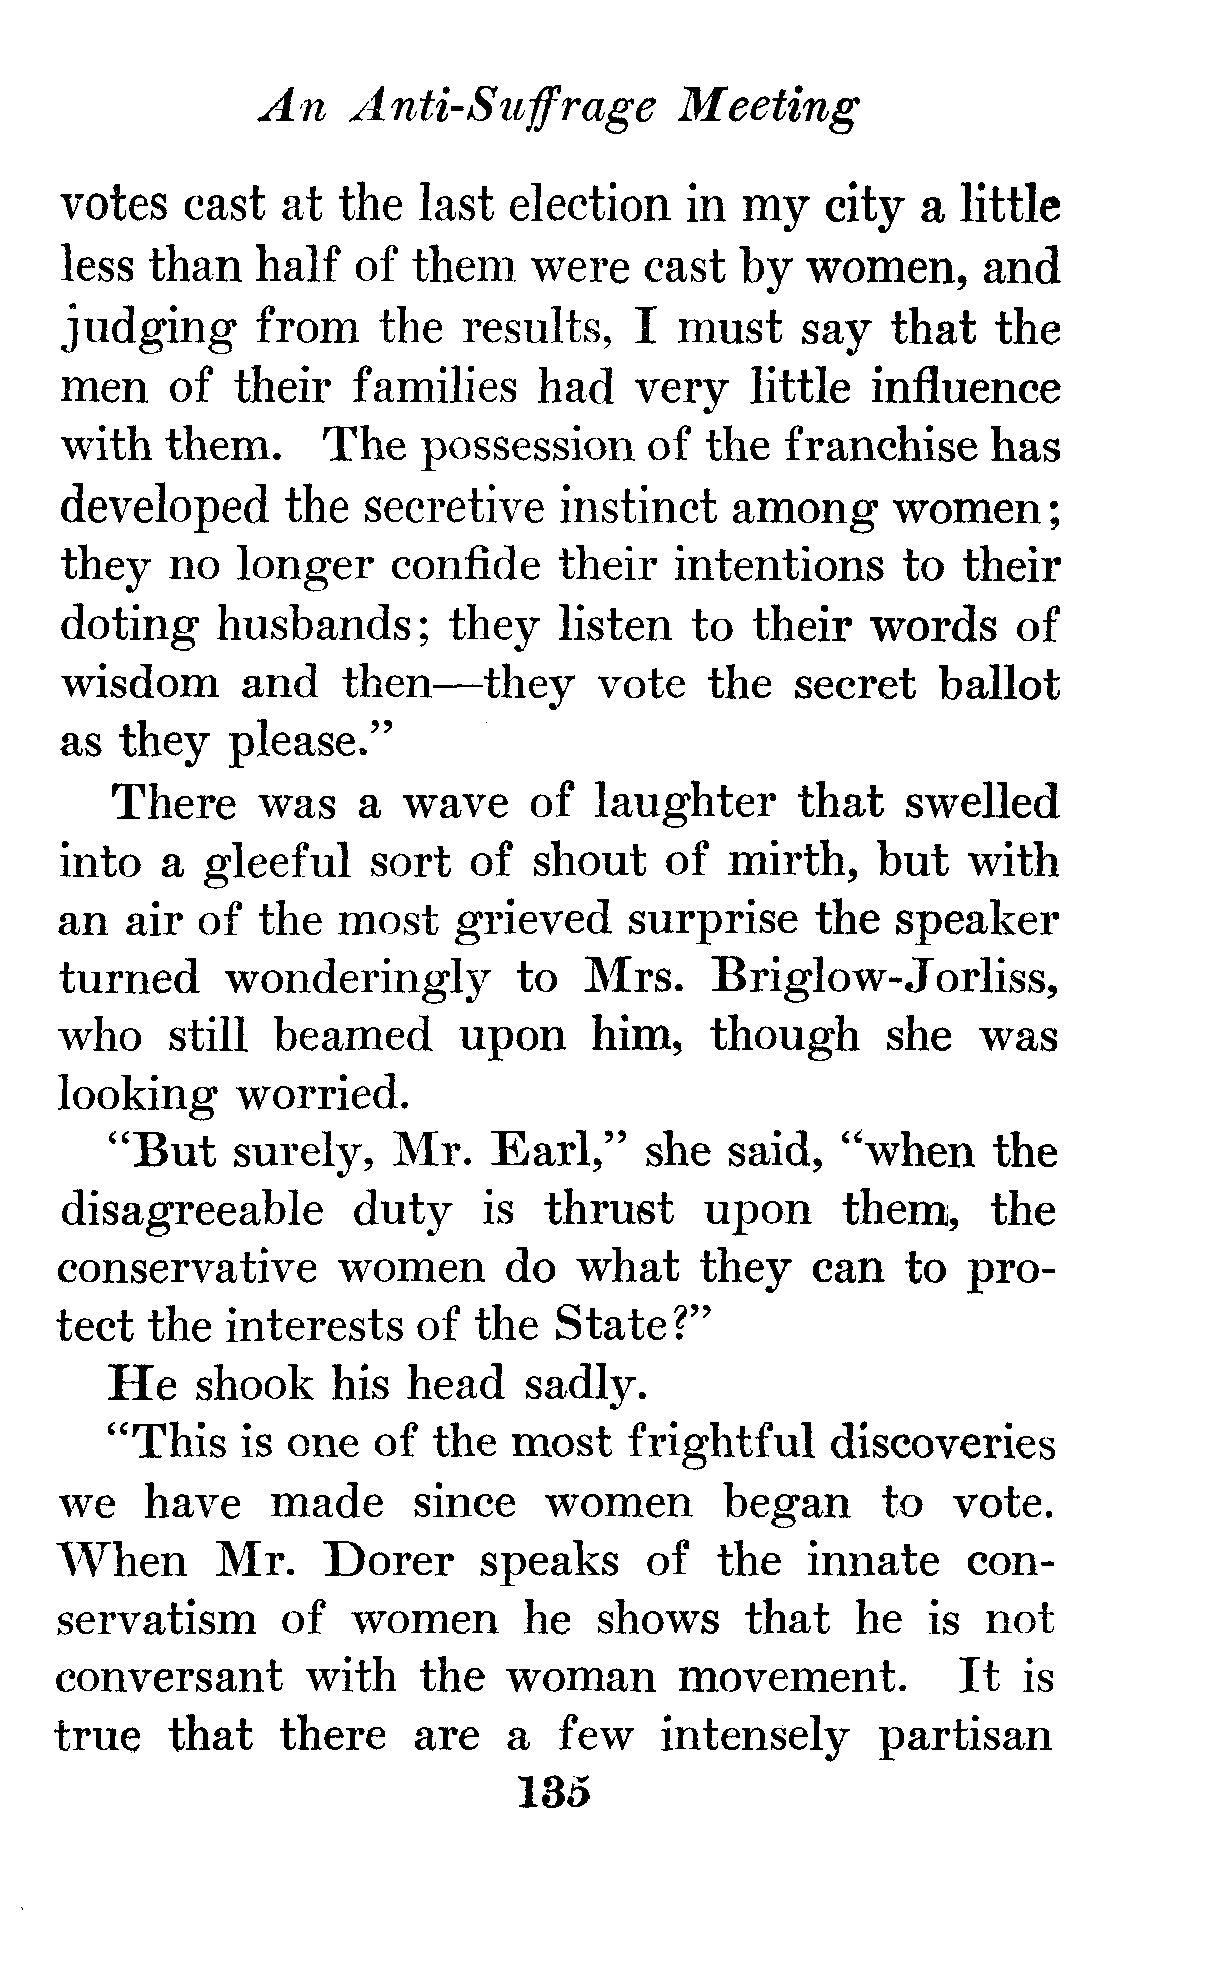 An Anti-Suffrage Meeting
votes cast at the last election in my city a little
less than half of them were cast by women, and
judging from the results, I must say that the
men of their families had very little influence
with them. The possession of the franchise has
developed the secretive instinct among women;
they no longer confide their intentions to their
doting husbands; they listen to their words of
wisdom and then—they vote the secret ballot
as they please."
There was a wave of laughter that swelled
into a gleeful sort of shout of mirth, but with
an air of the most grieved surprise the speaker
turned wonderingly to Mrs. Briglow-Jorliss,
who still beamed upon him, though she was
looking worried.
"But surely, Mr. Earl," she said, "when the
disagreeable duty is thrust upon them, the
conservative women do what they can to pro-
tect the interests of the State?"
He shook his head sadly.
"This is one of the most frightful discoveries
we have made since women began to vote.
When Mr. Dorer speaks of the innate con-
servatism of women he shows that he is not
conversant with the woman movement. It is
true that there are a few intensely partisan
135